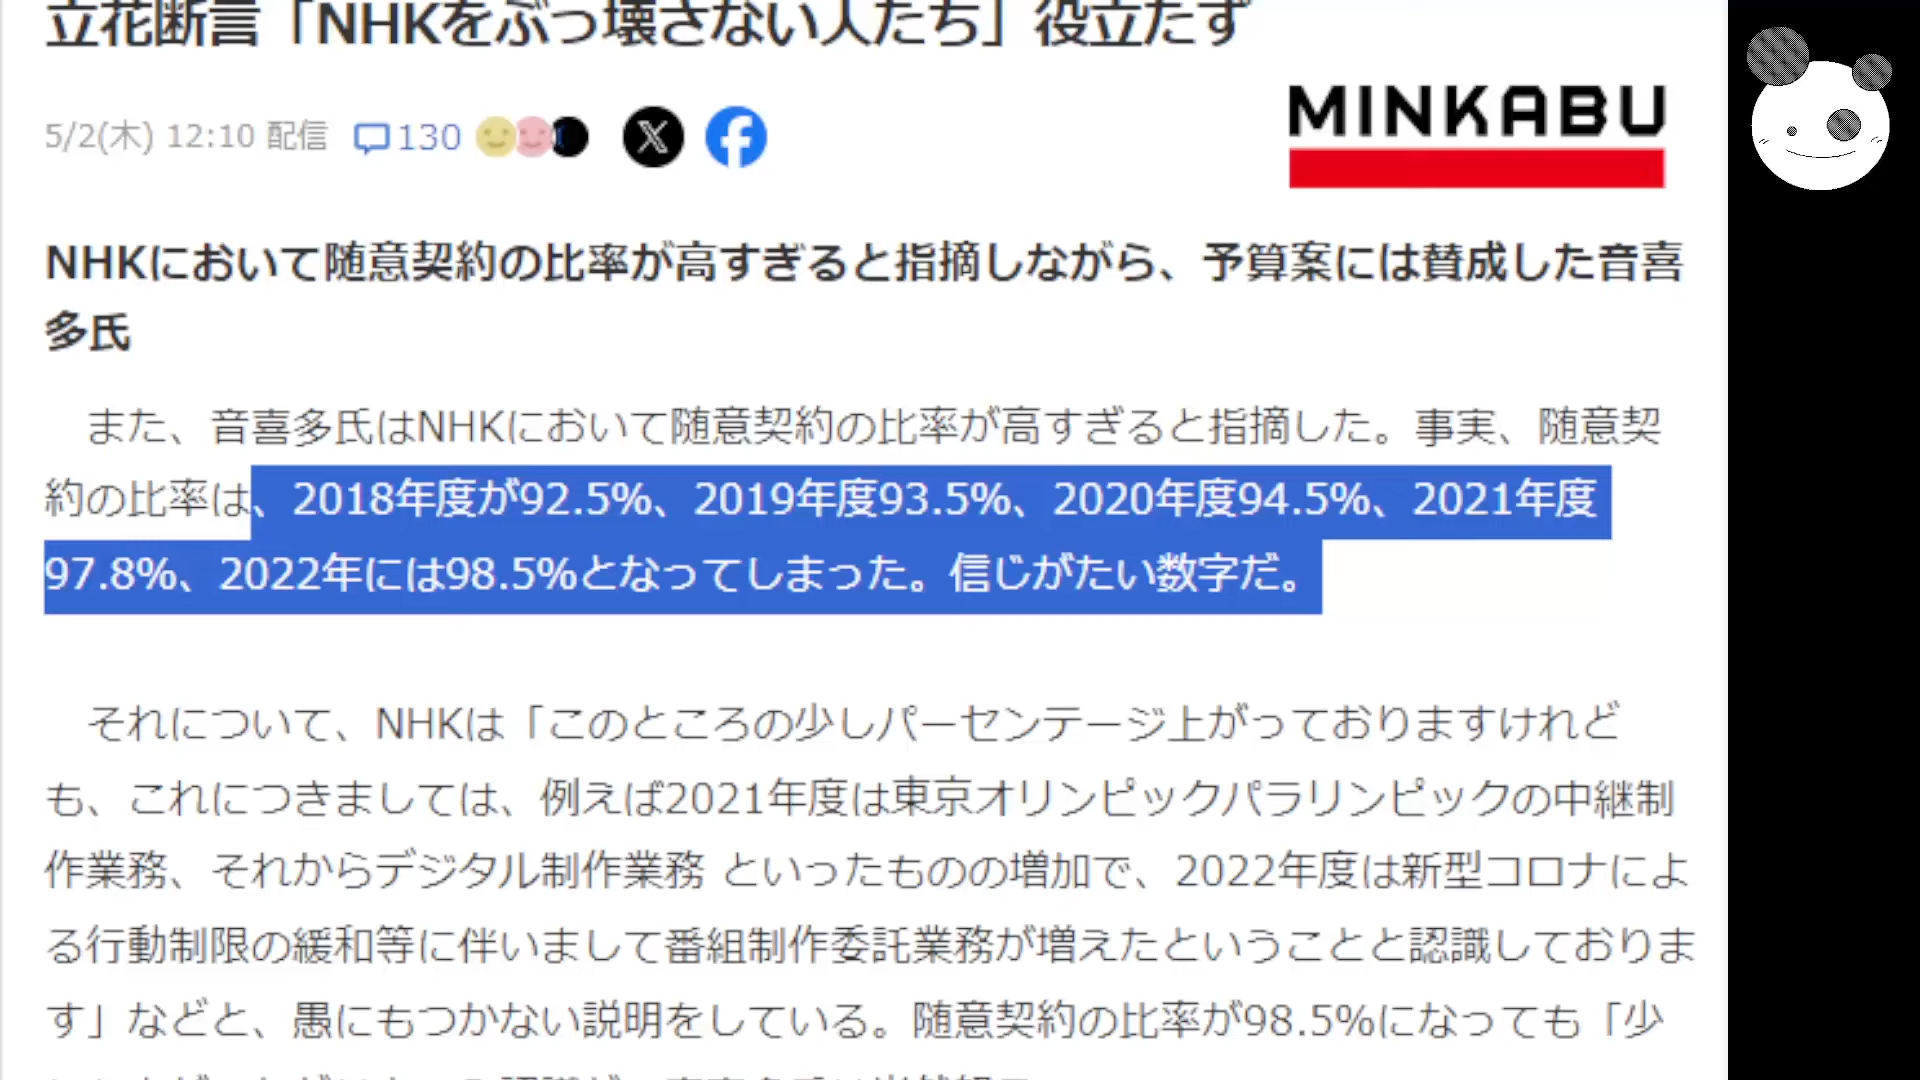 立花断言「NHKをぶっ壊さない人たち」役立たず
5/2(木) 12:10 配信 130
MINKABU
NHKにおいて随意契約の比率が高すぎると指摘しながら、予算案には賛成した音喜
多氏
また、音喜多氏はNHKにおいて随意契約の比率が高すぎると指摘した。事実、随意契
約の比率は、2018年度が92.5%、2019年度93.5%、2020年度94.5%、2021年度
97.8%、2022年には98.5%となってしまった。信じがたい数字だ。
それについて、NHKは「このところの少しパーセンテージ上がっておりますけれど
も、これにつきましては、例えば2021年度は東京オリンピックパラリンピックの中継制
作業務、それからデジタル制作業務 といったものの増加で、2022年度は新型コロナによ
る行動制限の緩和等に伴いまして番組制作委託業務が増えたということと認識しておりま
す」などと、愚にもつかない説明をしている。随意契約の比率が98.5%になっても「少